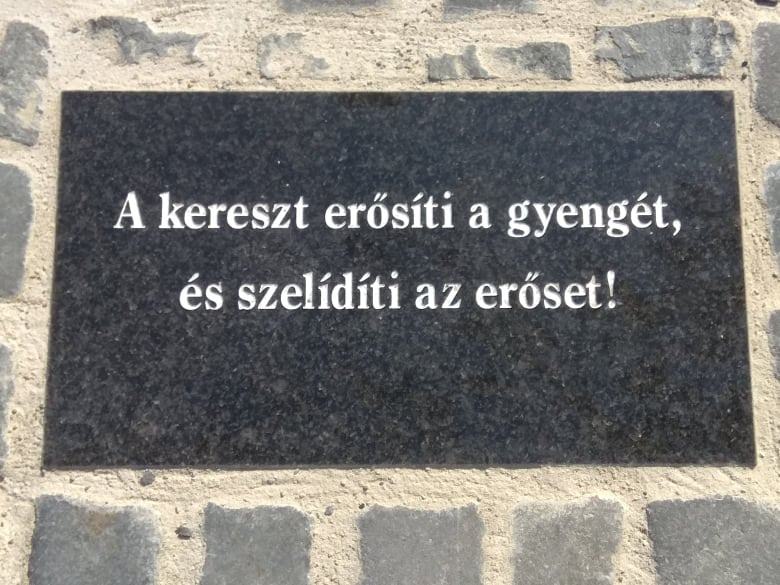 A kereszt erősíti a gyengét,
és szelídíti az erőset!